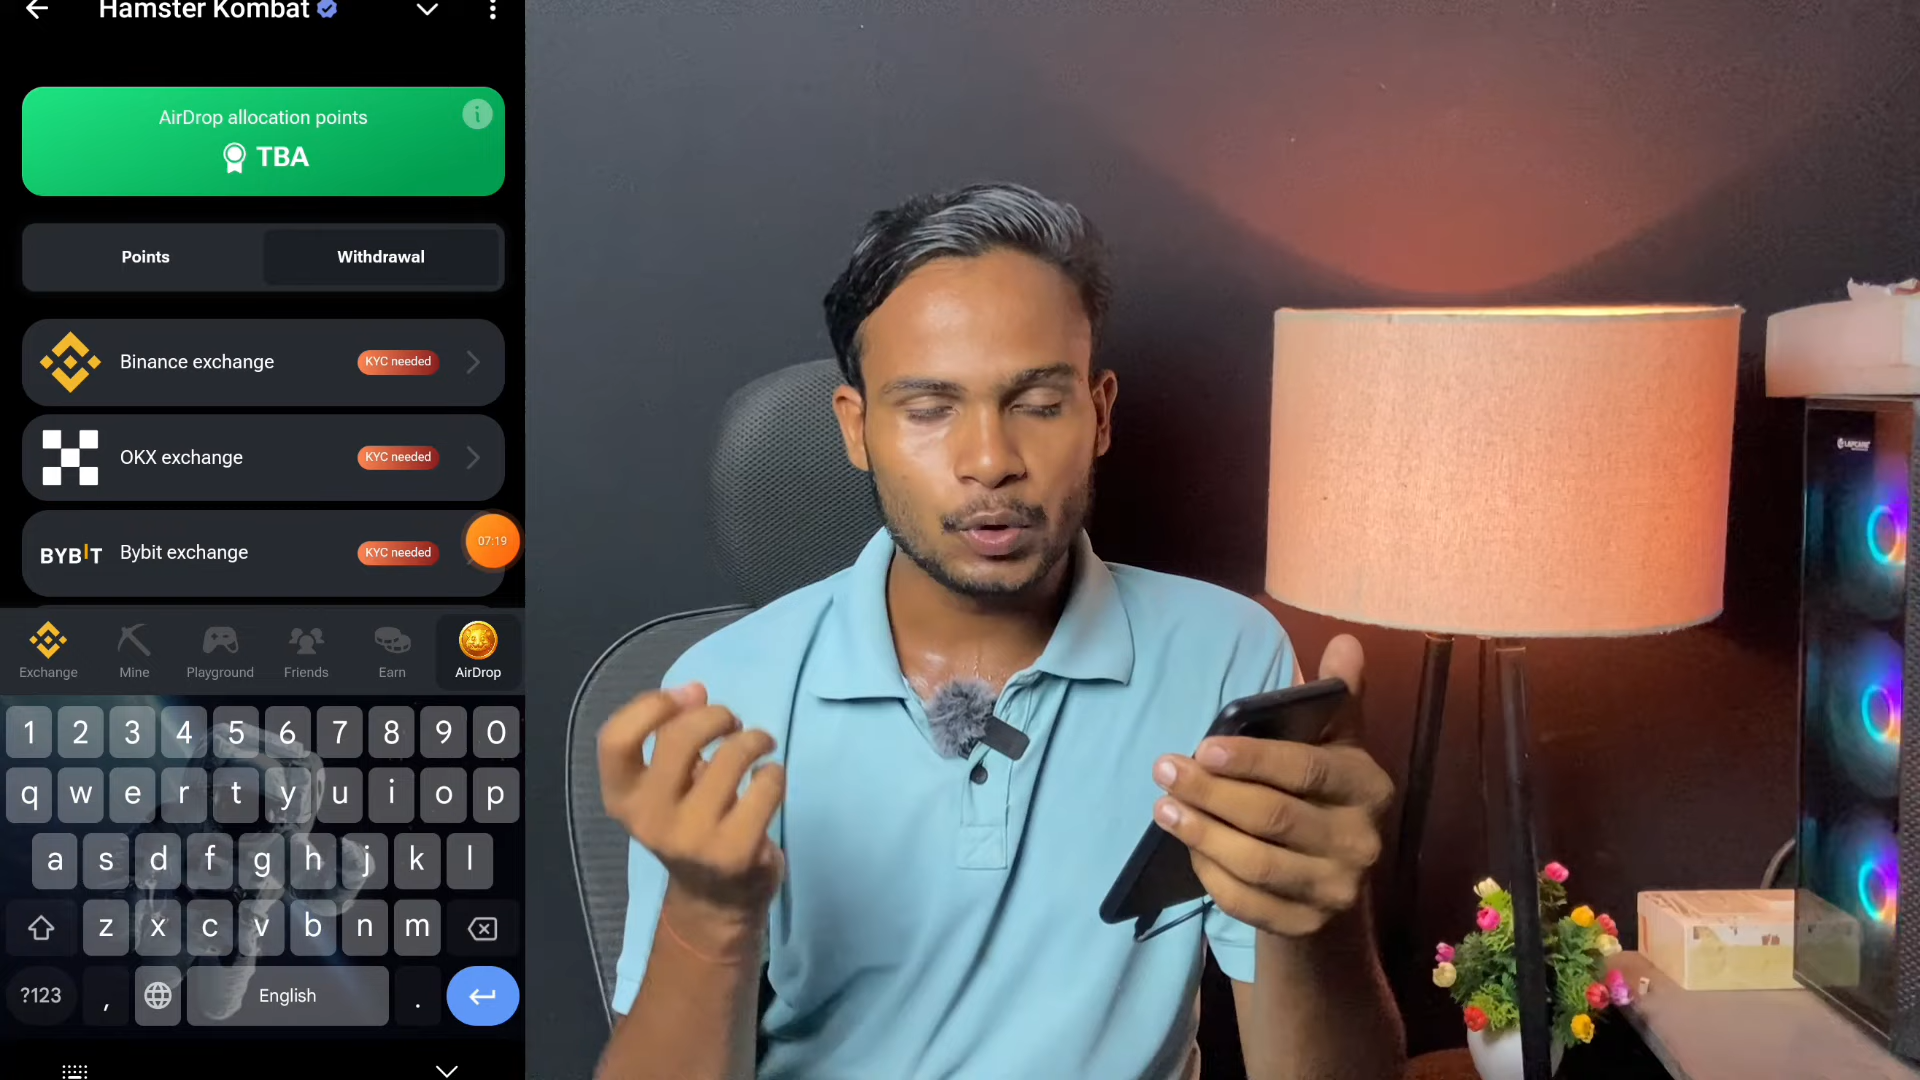 Hamster Kombat
AirDrop allocation points
TBA
Points
Withdrawal
Binance exchange
KYC needed
OKX exchange
KYC needed
BYBIT
Bybit exchange
KYC needed
07:19
Exchange
Mine
Playground
Friends
Earn
AirDrop
1 2 3 4 5 6 7 8 9 0
q w e r t y u i o p
a s d f g h j k l
z x c v b n m
?123 , English .